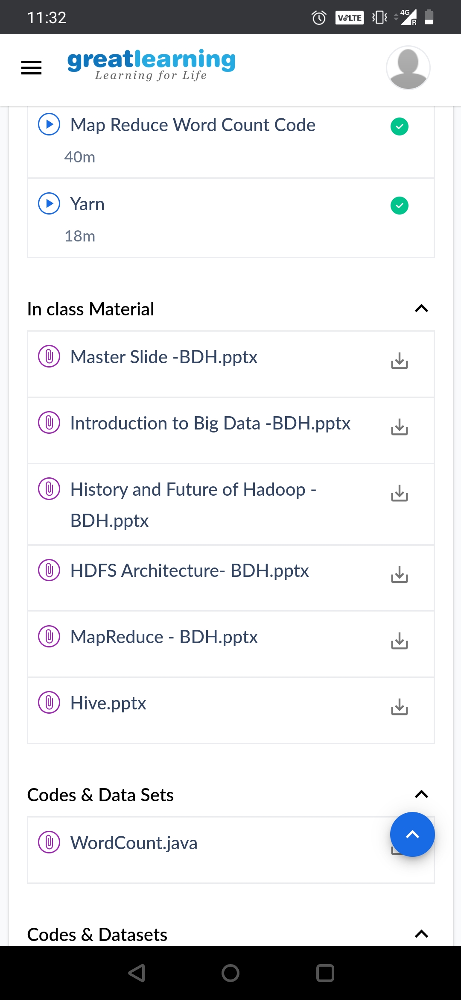 11:32
VoLTE
4G
R
greatlearning
Learning for Life
Map Reduce Word Count Code
40m
Yarn
18m
In class Material
Master Slide -BDH.pptx
Introduction to Big Data -BDH.pptx
History and Future of Hadoop -
BDH.pptx
HDFS Architecture- BDH.pptx
MapReduce - BDH.pptx
Hive.pptx
Codes & Data Sets
WordCount.java
Codes & Datasets